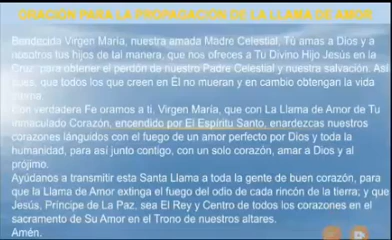 ORACIÓN PARA LA PROPAGACIÓN DE LA LLAMA DE AMOR
Bendecida Virgen María, nuestra amada Madre Celestial, Tú amas a Dios y a
nosotros tus hijos de tal manera, que nos ofreces a Tu Divino Hijo Jesús en la
Cruz, para obtener el perdón de nuestro Padre Celestial y nuestra salvación. Así
pues, que todos los que creen en Él no mueran y en cambio obtengan la vida
eterna.
Con verdadera Fe oramos a ti. Virgen María, que con La Llama de Amor de Tu
Inmaculado Corazón, encendido por El Espíritu Santo, enardezcas nuestros
corazones lánguidos con el fuego de un amor perfecto por Dios y toda la
humanidad, para así junto contigo, con un solo corazón, amar a Dios y al
prójimo.
Ayúdanos a transmitir esta Santa Llama a toda la gente de buen corazón, para
que la Llama de Amor extinga el fuego del odio de cada rincón de la tierra; y que
Jesús, Príncipe de La Paz, sea El Rey y Centro de todos los corazones en el
sacramento de Su Amor en el Trono de nuestros altares.
Amén.